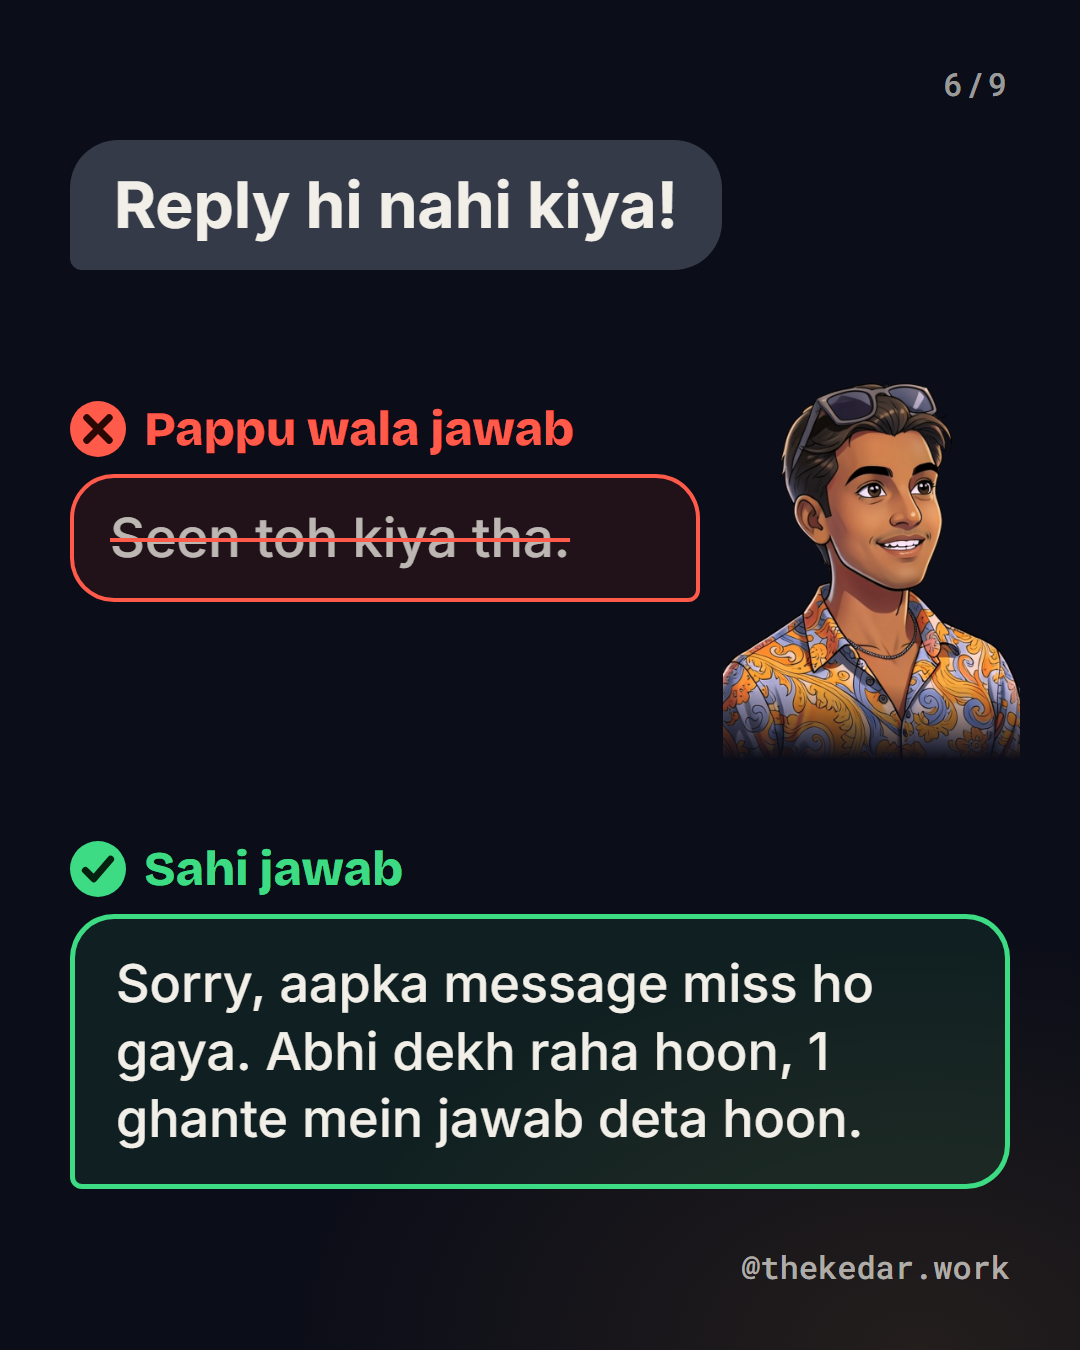 6/9
Reply hi nahi kiya!
Pappu wala jawab
Seen toh kiya tha.
Sahi jawab
Sorry, aapka message miss ho
gaya. Abhi dekh raha hoon, 1
ghante mein jawab deta hoon.
@thekedar.work